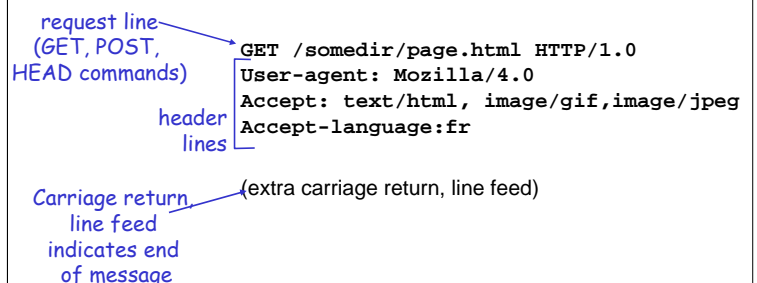 request line
(GET, POST,
HEAD commands)
GET /somedir/page.html HTTP/1.0
User-agent: Mozilla/4.0
Accept: text/html, image/gif,image/jpeg
Accept-language:fr
header
lines
(extra carriage return, line feed)
Carriage return,
line feed
indicates end
of message